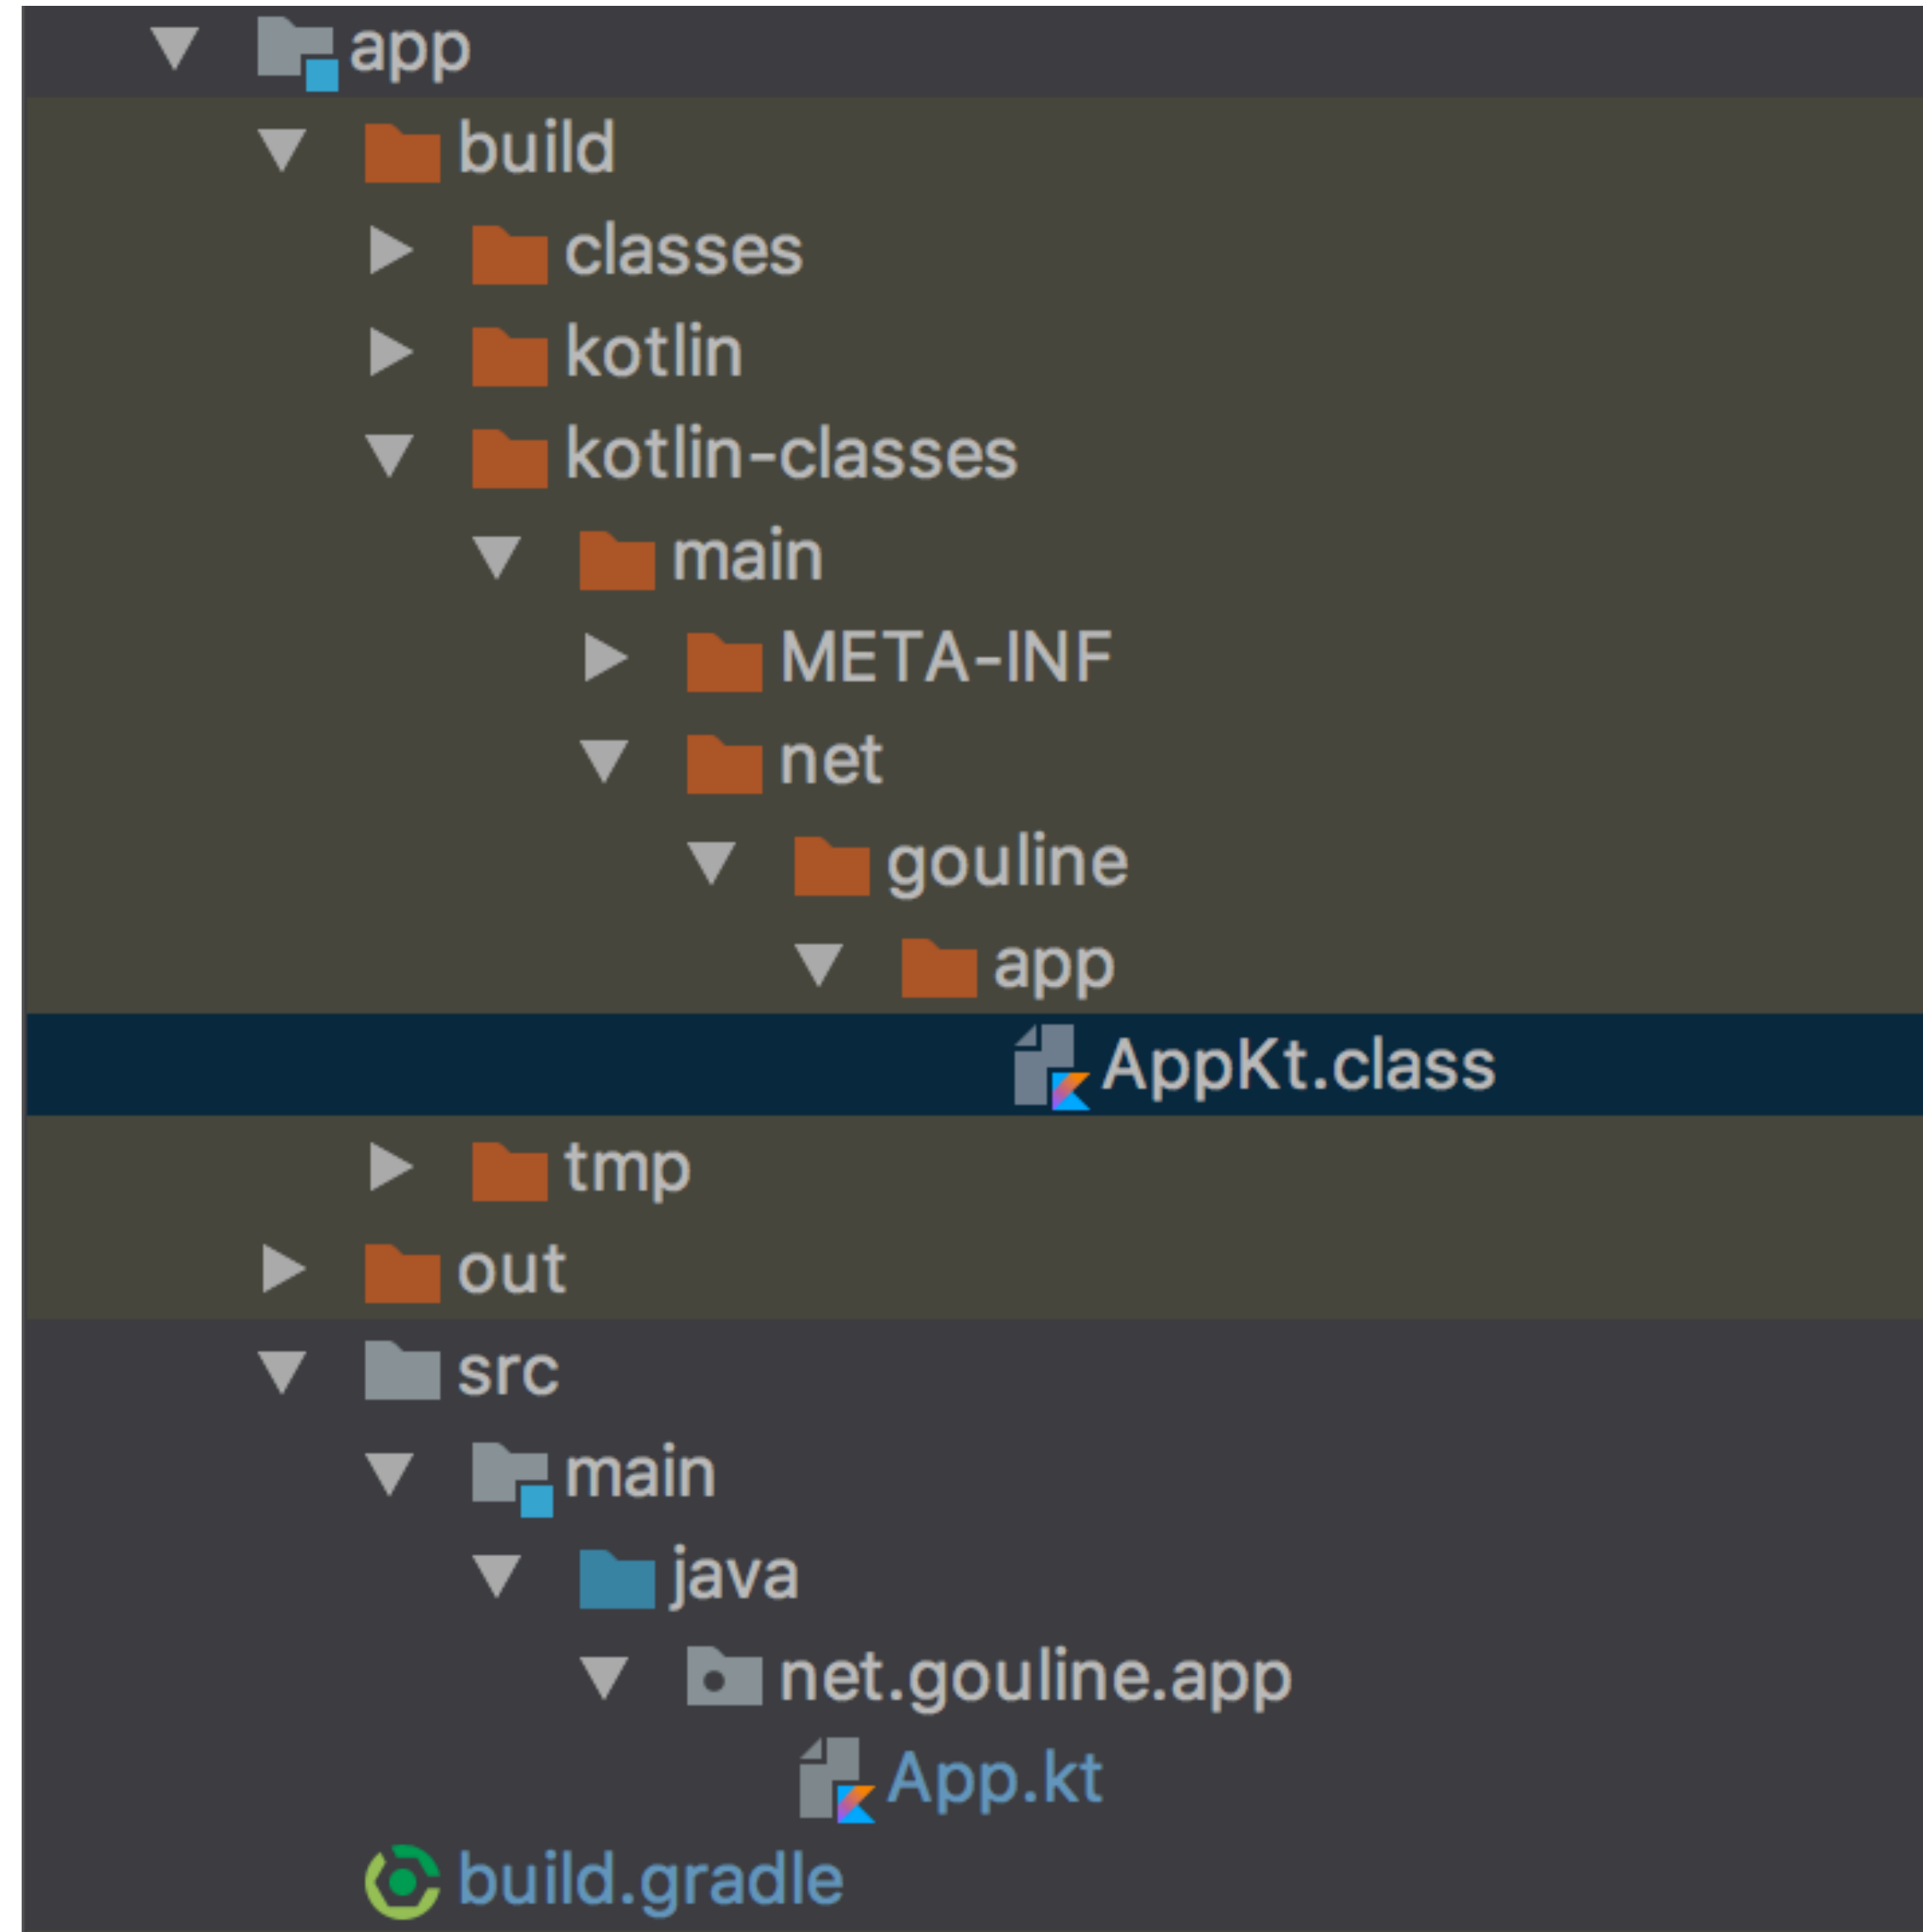 app
build
classes
kotlin
kotlin-classes
main
META-INF
net
gouline
app
AppKt.class
tmp
out
src
main
java
net.gouline.app
App.kt
build.gradle